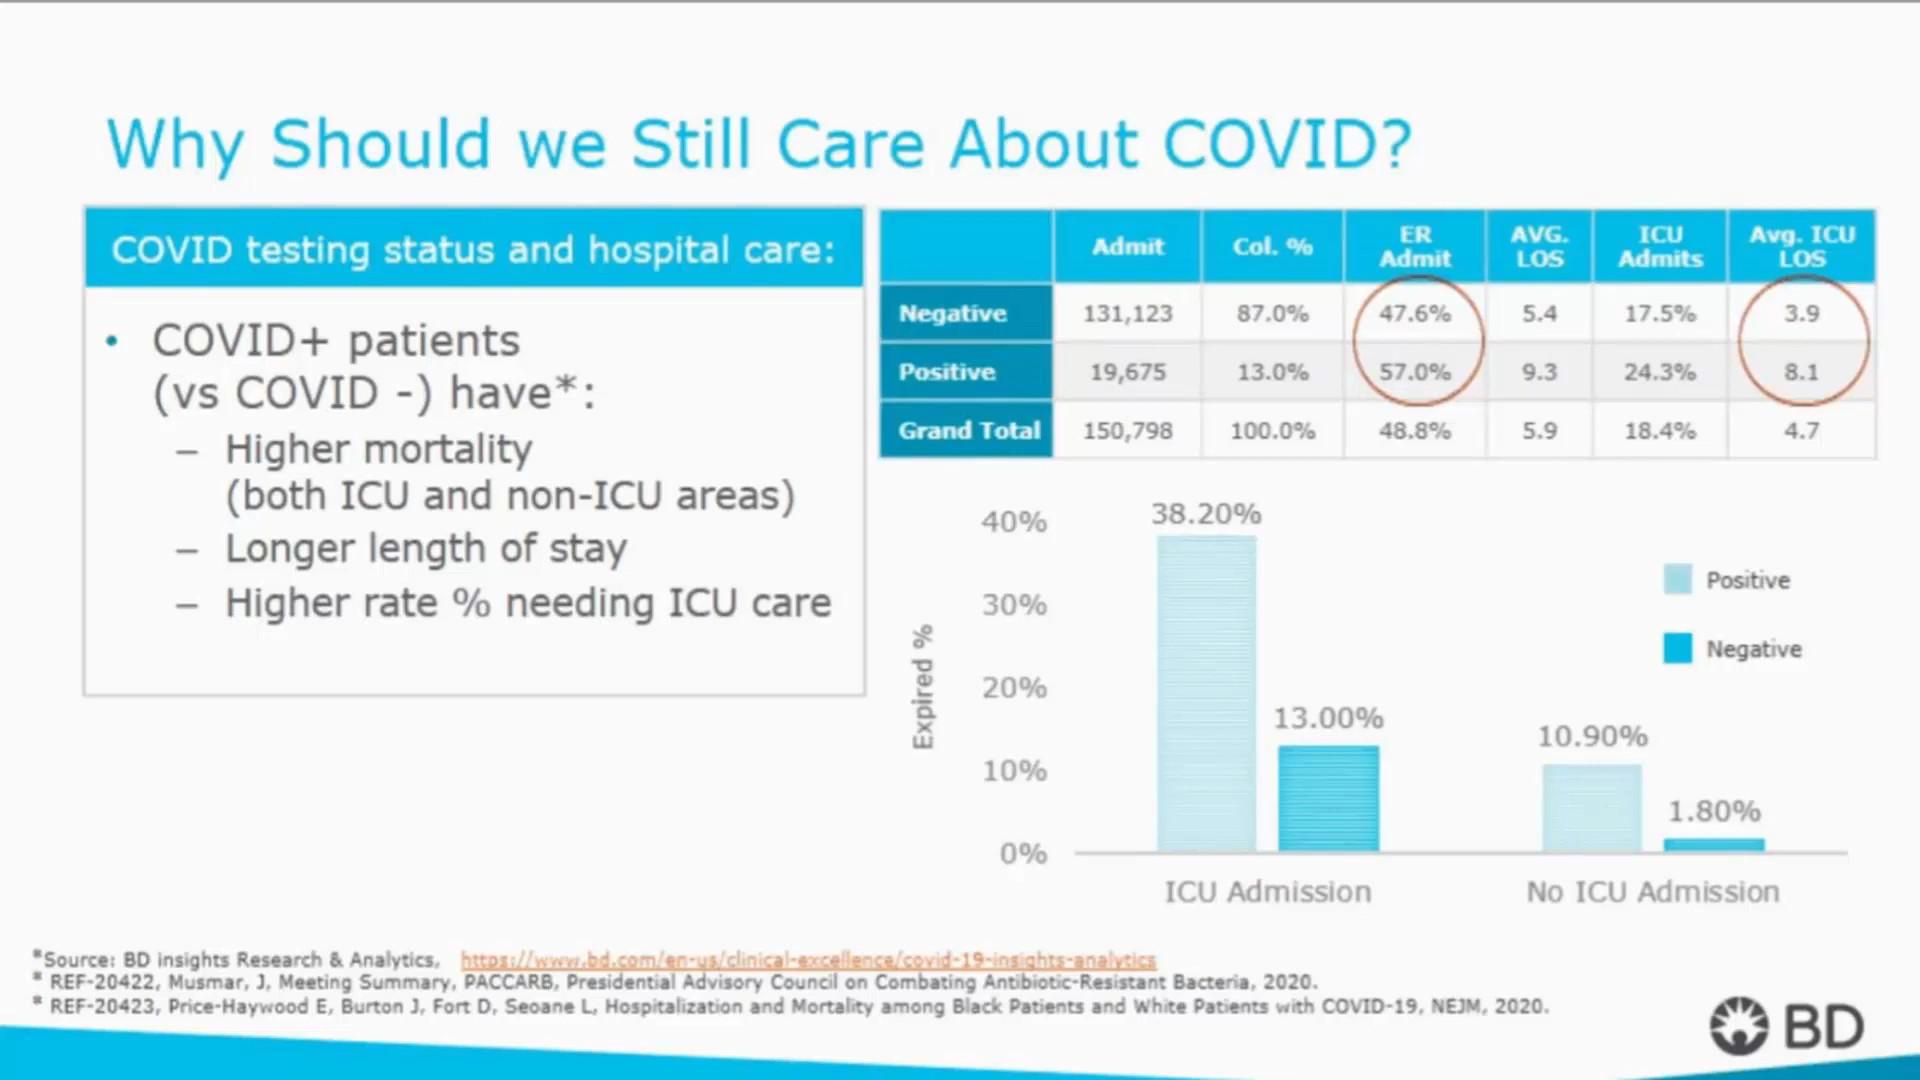 Why Should we Still Care About COVID?
COVID testing status and hospital care:
• COVID+ patients
(vs COVID -) have*:
– Higher mortality
(both ICU and non-ICU areas)
– Longer length of stay
– Higher rate % needing ICU care
Admit Col. % ER Admit AVG. LOS ICU Admits Avg. ICU LOS
Negative 131,123 87.0% 47.6% 5.4 17.5% 3.9
Positive 19,675 13.0% 57.0% 9.3 24.3% 8.1
Grand Total 150,798 100.0% 48.8% 5.9 18.4% 4.7
Expired %
40%
30%
20%
10%
0%
38.20%
13.00%
10.90%
1.80%
ICU Admission
No ICU Admission
Positive
Negative
*Source: BD insights Research & Analytics, https://www.bd.com/en-us/clinical-excellence/covid-19-insights-analytics
* REF-20422, Musmar, J, Meeting Summary, PACCARB, Presidential Advisory Council on Combating Antibiotic-Resistant Bacteria, 2020.
* REF-20423, Price-Haywood E, Burton J, Fort D, Seoane L, Hospitalization and Mortality among Black Patients and White Patients with COVID-19, NEJM, 2020.
BD